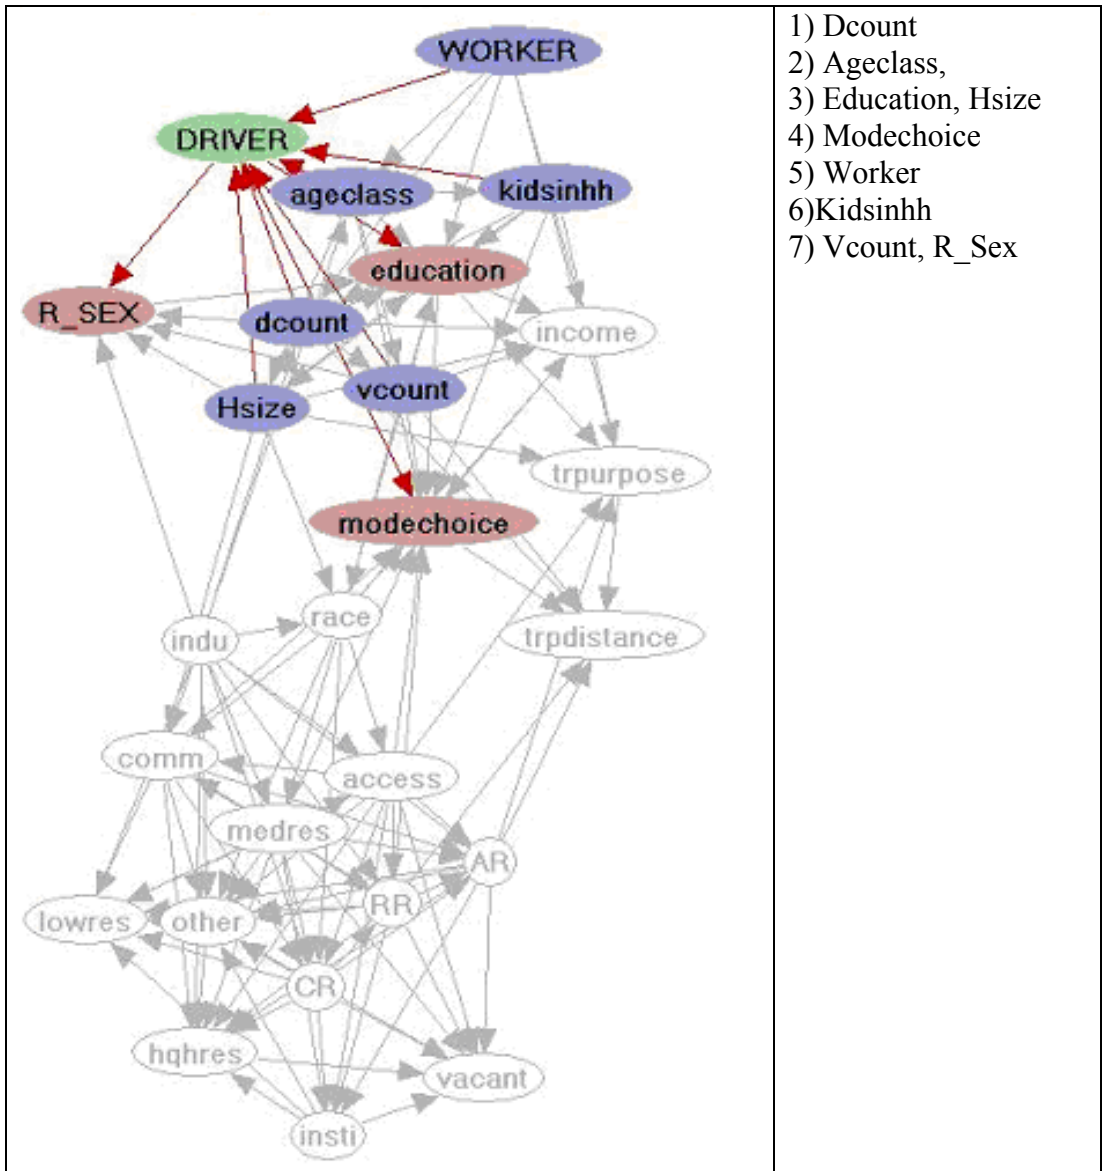 WORKER
DRIVER
ageclass
kidsinhh
education
R_SEX
dcount
income
Hsize
vcount
trpurpose
modechoice
race
indu
trpdistance
comm
access
medres
AR
RR
lowres
other
CR
hqhres
vacant
insti
1) Dcount
2) Ageclass,
3) Education, Hsize
4) Modechoice
5) Worker
6)Kidsinhh
7) Vcount, R_Sex